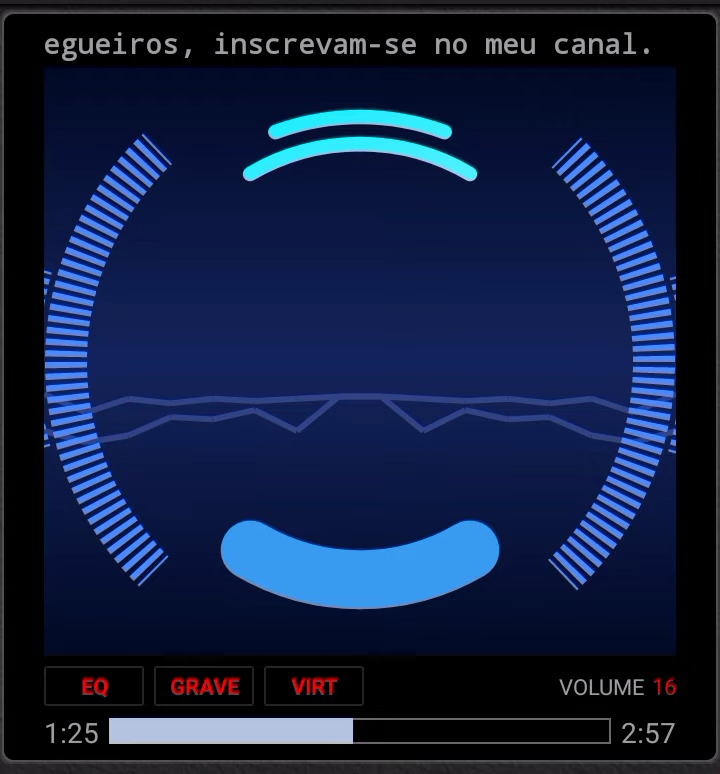 egueiros, inscrevam-se no meu canal.
EQ GRAVE VIRT VOLUME 16
1:25 2:57